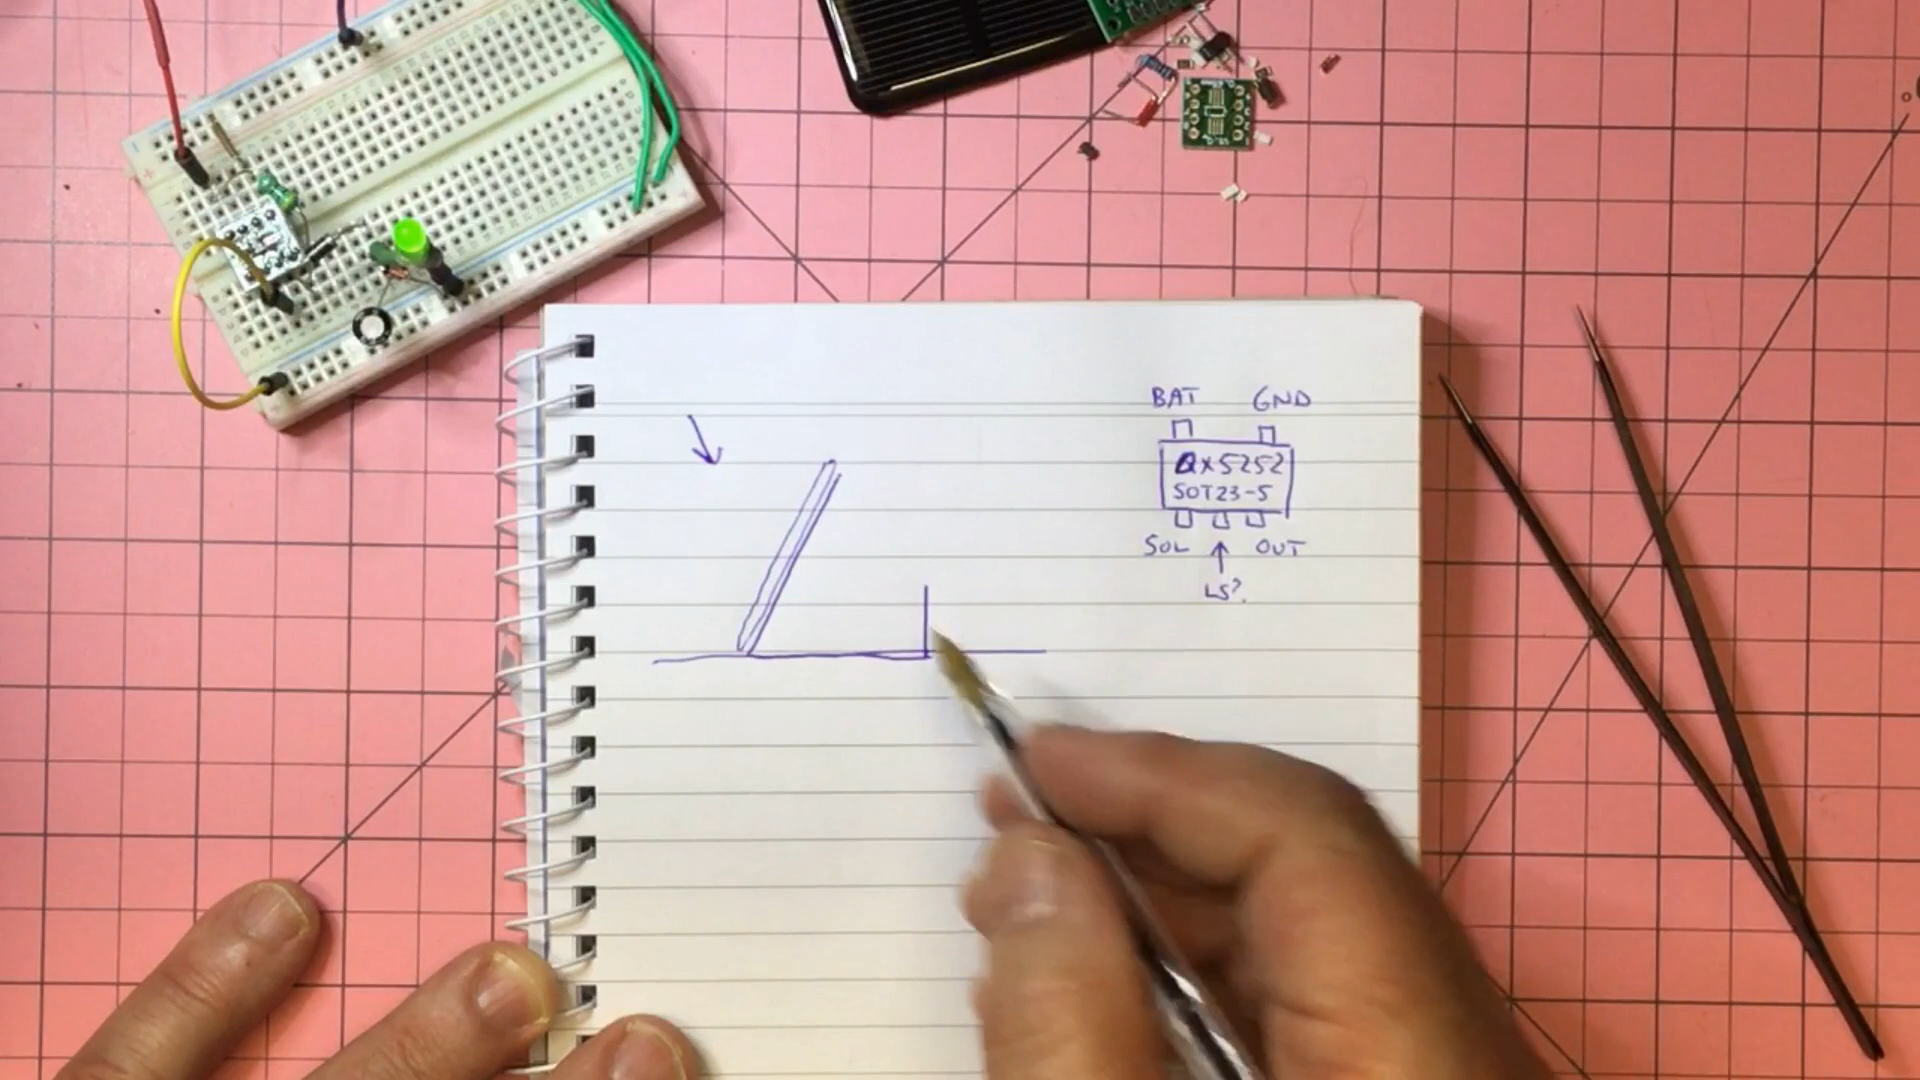 BAT GND
QX5252
SOT23-5
SOL OUT
LS?.